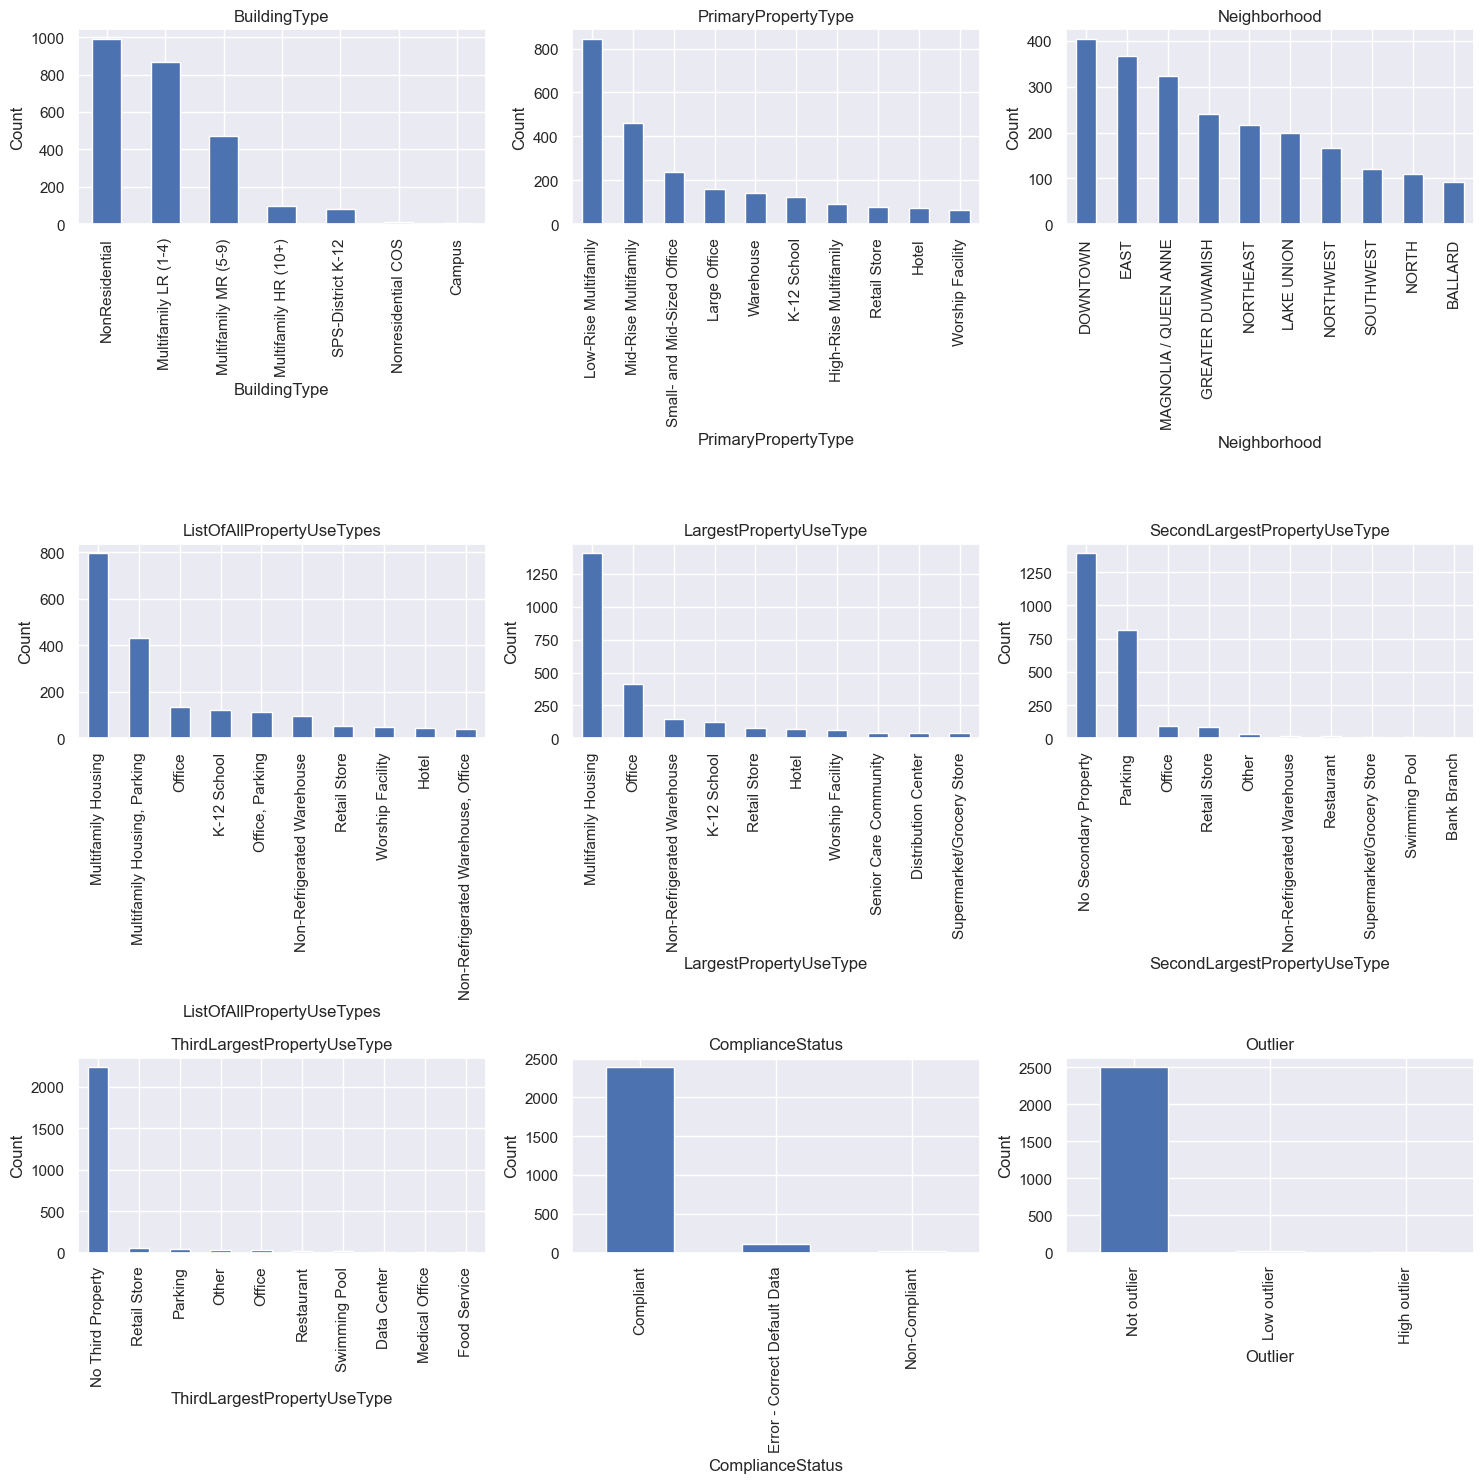 BuildingType
Count
1000
800
600
400
200
0
NonResidential
Multifamily LR (1-4)
Multifamily MR (5-9)
Multifamily HR (10+)
SPS-District K-12
Nonresidential COS
Campus
BuildingType
PrimaryPropertyType
Count
800
600
400
200
0
Low-Rise Multifamily
Mid-Rise Multifamily
Small- and Mid-Sized Office
Large Office
Warehouse
K-12 School
High-Rise Multifamily
Retail Store
Hotel
Worship Facility
PrimaryPropertyType
Neighborhood
Count
400
300
200
100
0
DOWNTOWN
EAST
MAGNOLIA / QUEEN ANNE
GREATER DUWAMISH
NORTHEAST
LAKE UNION
NORTHWEST
SOUTHWEST
NORTH
BALLARD
Neighborhood
ListOfAllPropertyUseTypes
Count
800
600
400
200
0
Multifamily Housing
Multifamily Housing, Parking
Office
K-12 School
Office, Parking
Non-Refrigerated Warehouse
Retail Store
Worship Facility
Hotel
Non-Refrigerated Warehouse, Office
ListOfAllPropertyUseTypes
LargestPropertyUseType
Count
1250
1000
750
500
250
0
Multifamily Housing
Office
Non-Refrigerated Warehouse
K-12 School
Retail Store
Hotel
Worship Facility
Senior Care Community
Distribution Center
Supermarket/Grocery Store
LargestPropertyUseType
SecondLargestPropertyUseType
Count
1250
1000
750
500
250
0
No Secondary Property
Parking
Office
Retail Store
Other
Non-Refrigerated Warehouse
Restaurant
Supermarket/Grocery Store
Swimming Pool
Bank Branch
SecondLargestPropertyUseType
ThirdLargestPropertyUseType
Count
2000
1500
1000
500
0
No Third Property
Retail Store
Parking
Other
Office
Restaurant
Swimming Pool
Data Center
Medical Office
Food Service
ThirdLargestPropertyUseType
ComplianceStatus
Count
2500
2000
1500
1000
500
0
Compliant
Error - Correct Default Data
Non-Compliant
ComplianceStatus
Outlier
Count
2500
2000
1500
1000
500
0
Not outlier
Low outlier
High outlier
Outlier